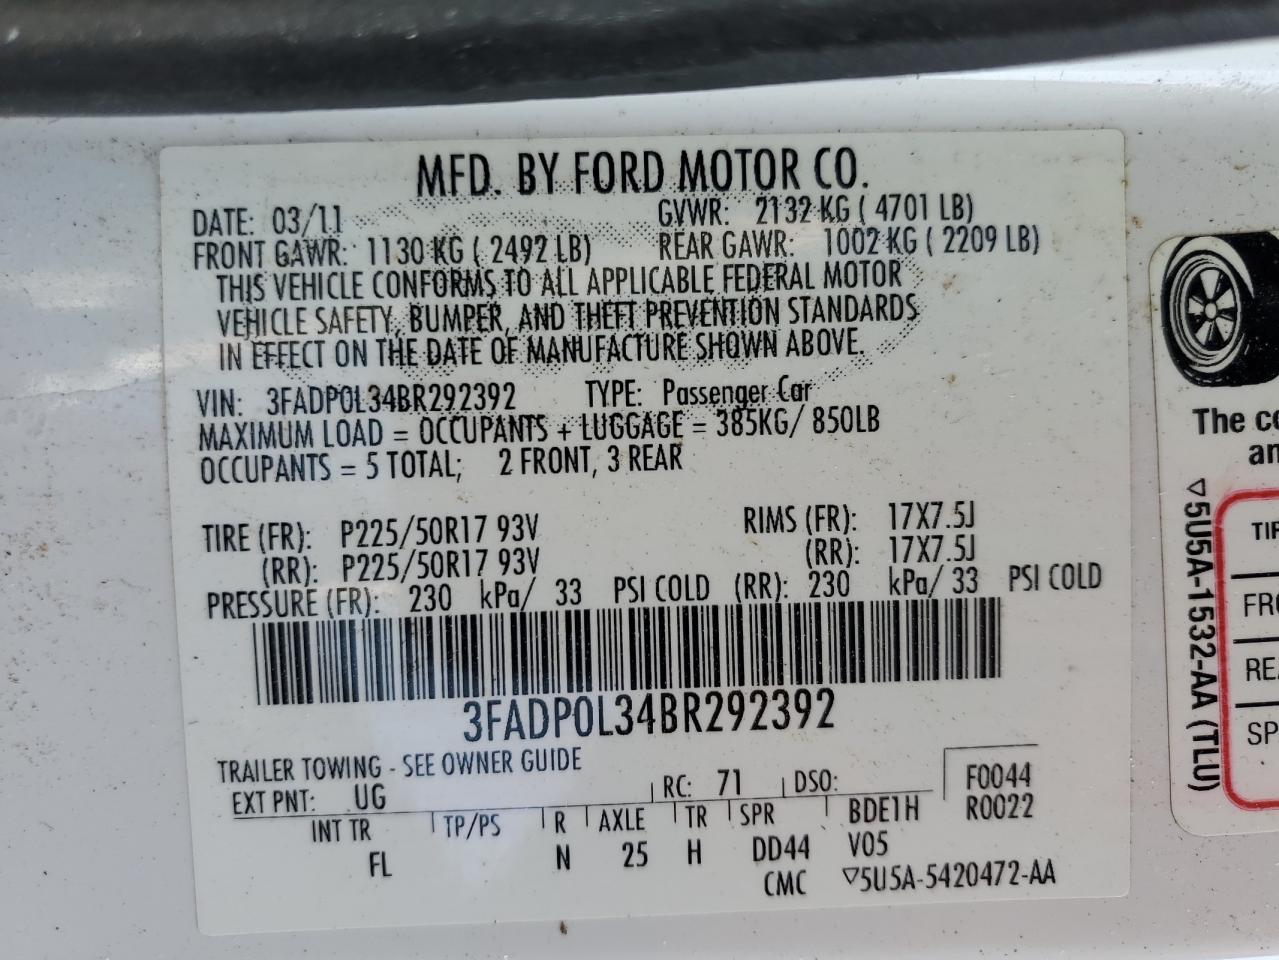 MFD. BY FORD MOTOR CO.
DATE: 03/11 GVWR: 2132 KG ( 4701 LB)
FRONT GAWR: 1130 KG ( 2492 LB) REAR GAWR: 1002 KG ( 2209 LB)
THIS VEHICLE CONFORMS TO ALL APPLICABLE FEDERAL MOTOR
VEHICLE SAFETY, BUMPER, AND THEFT PREVENTION STANDARDS
IN EFFECT ON THE DATE OF MANUFACTURE SHOWN ABOVE.
VIN: 3FADP0L34BR292392 TYPE: Passenger Car
MAXIMUM LOAD = OCCUPANTS + LUGGAGE = 385KG/ 850LB
OCCUPANTS = 5 TOTAL; 2 FRONT, 3 REAR
TIRE (FR): P225/50R17 93V RIMS (FR): 17X7.5J
(RR): P225/50R17 93V (RR): 17X7.5J
PRESSURE (FR): 230 kPa/ 33 PSI COLD (RR): 230 kPa/ 33 PSI COLD
3FADP0L34BR292392
TRAILER TOWING - SEE OWNER GUIDE
EXT PNT: UG RC: 71 DSO: F0044
INT TR TP/PS R AXLE TR SPR BDE1H R0022
FL N 25 H DD44 V05
CMC ▽5U5A-5420472-AA
The co
an
▽5U5A-1532-AA (TLU)
TIR
FRO
REA
SP